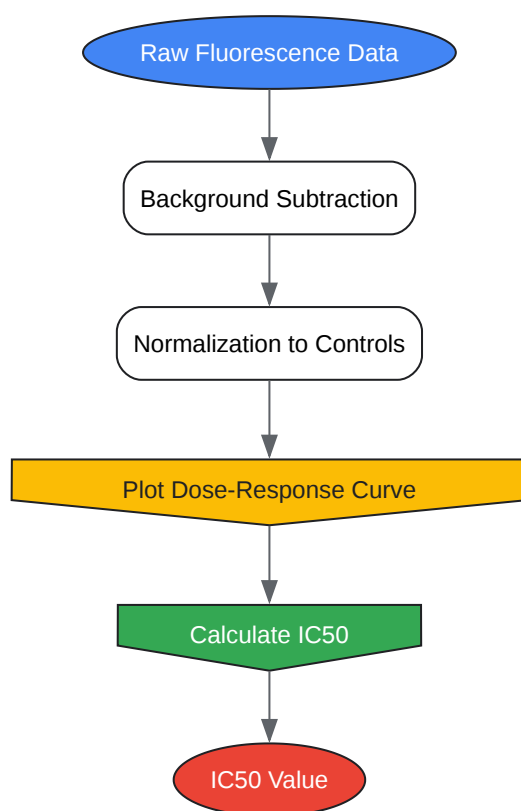 Raw Fluorescence Data
Background Subtraction
Normalization to Controls
Plot Dose-Response Curve
Calculate IC50
IC50 Value